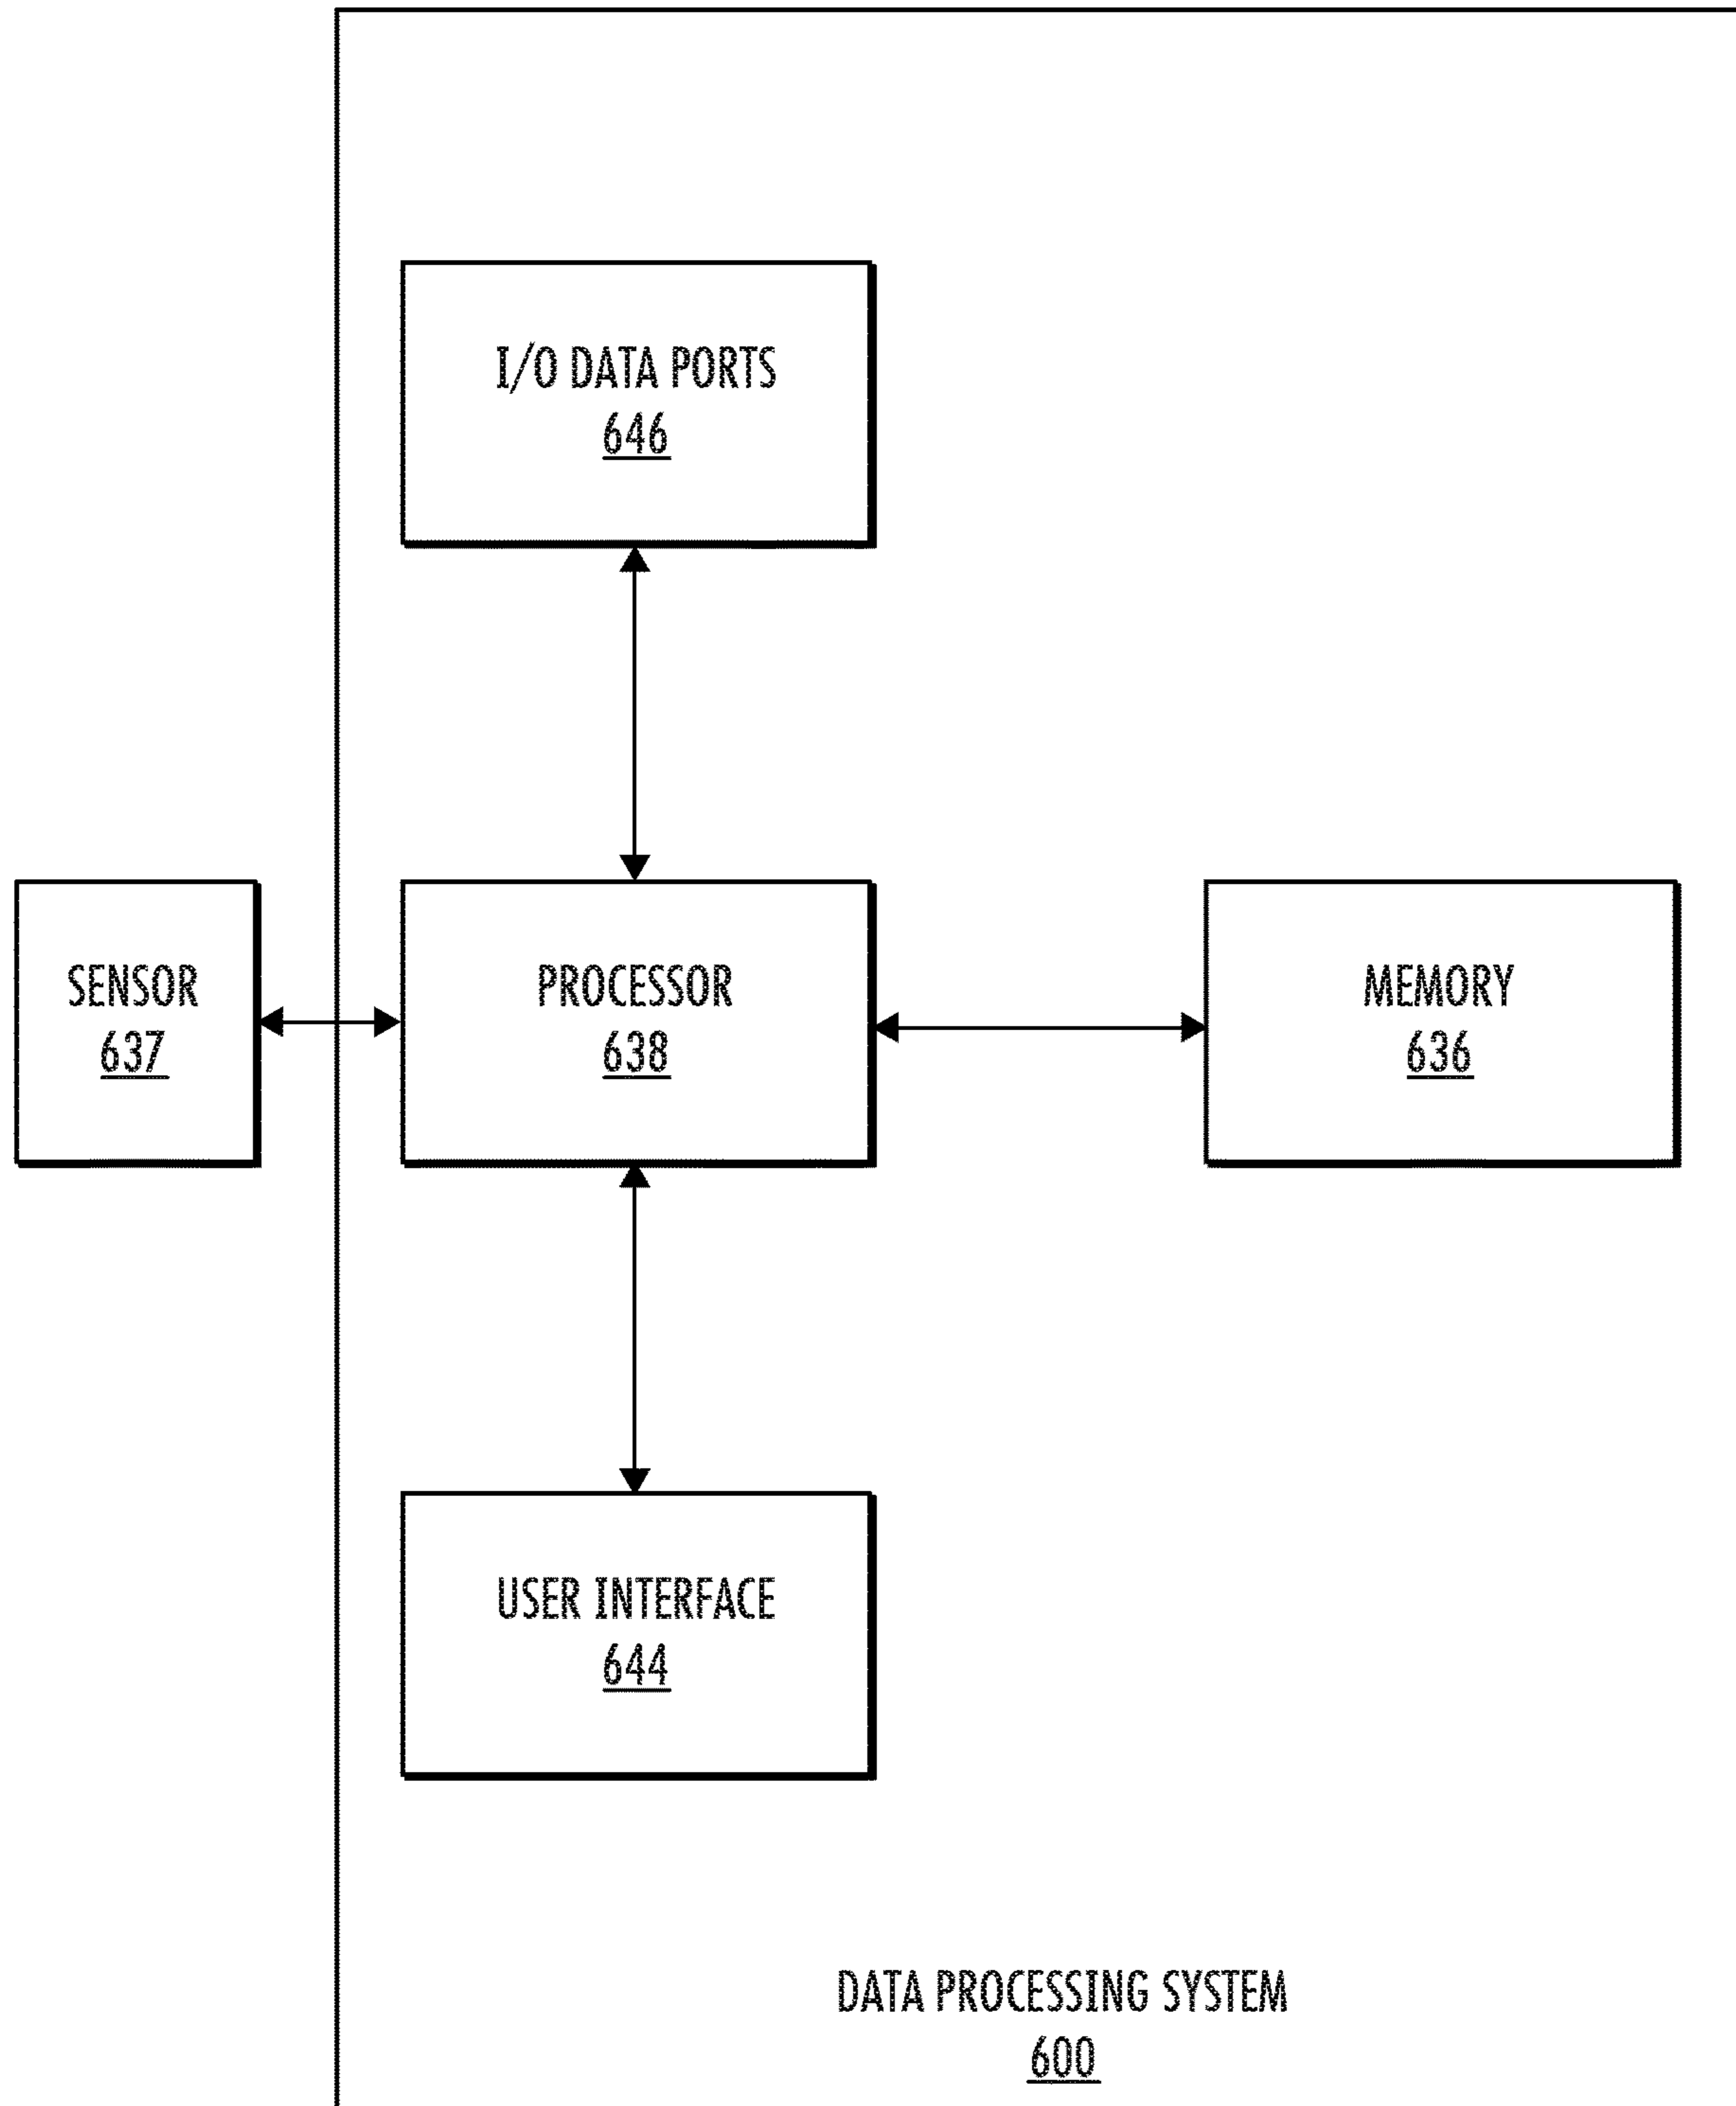 I/O DATA PORTS
646
SENSOR
637
PROCESSOR
638
MEMORY
636
USER INTERFACE
644
DATA PROCESSING SYSTEM
600